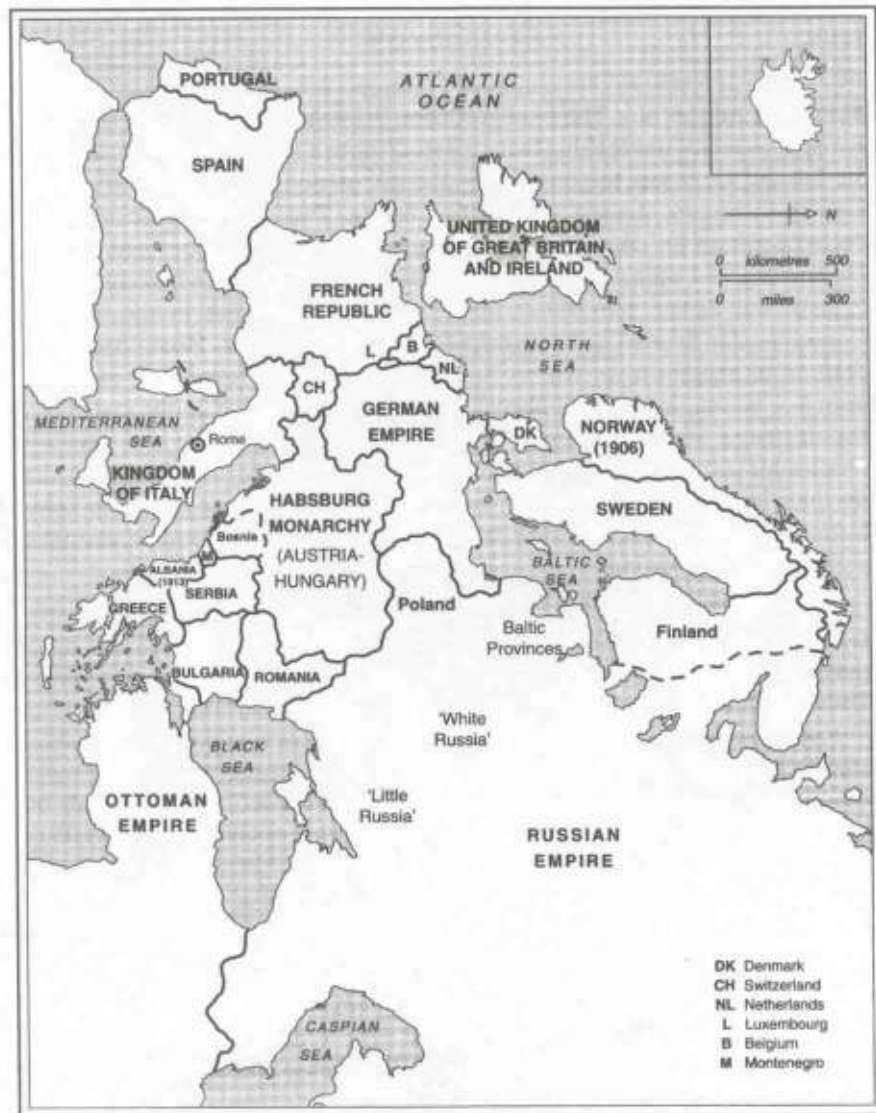 PORTUGAL
ATLANTIC
OCEAN
SPAIN
N
UNITED KINGDOM
OF GREAT BRITAIN
AND IRELAND
0 kilometres 500
0 miles 300
FRENCH
REPUBLIC
NORTH
SEA
L
B
NL
CH
MEDITERRANEAN
SEA
Rome
GERMAN
EMPIRE
DK
NORWAY
(1906)
KINGDOM
OF ITALY
HABSBURG
MONARCHY
(AUSTRIA-
HUNGARY)
Bosnia
SWEDEN
M
ALBANIA
(1913)
SERBIA
BALTIC
SEA
GREECE
Poland
Baltic
Provinces
Finland
BULGARIA
ROMANIA
'White
Russia'
BLACK
SEA
'Little
Russia'
OTTOMAN
EMPIRE
RUSSIAN
EMPIRE
CASPIAN
SEA
DK Denmark
CH Switzerland
NL Netherlands
L Luxembourg
B Belgium
M Montenegro